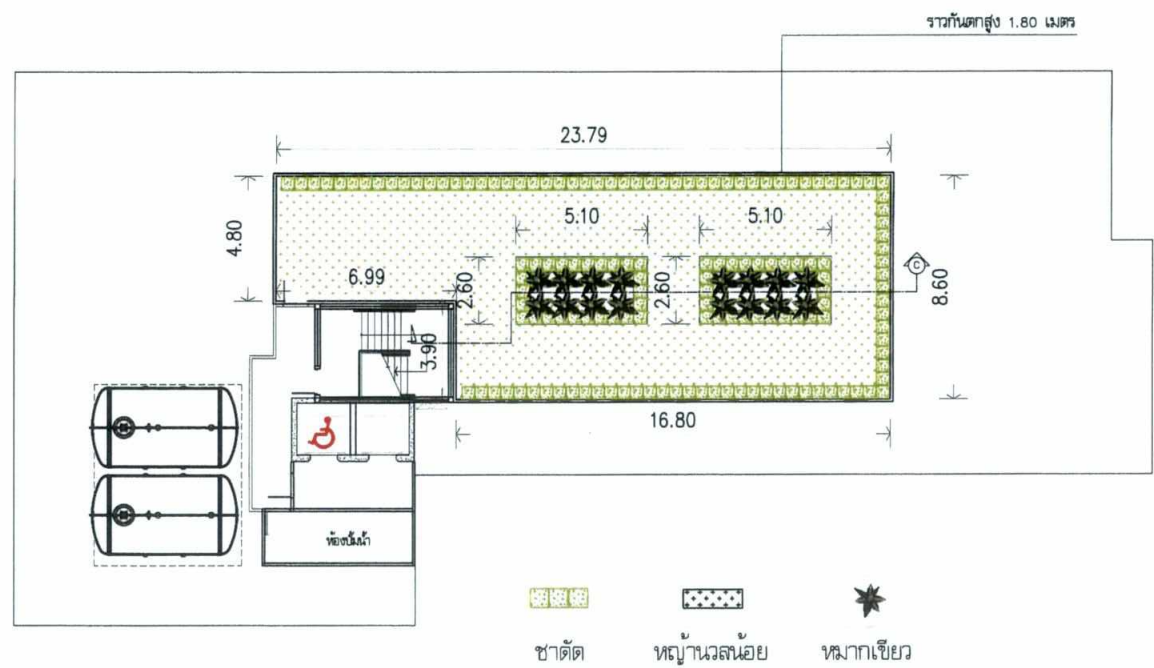 ราวกันตกสูง 1.80 เมตร
23.79
5.10
5.10
4.80
6.99
2.60
2.60
C
8.60
3.90
16.80
ห้องปั๊มน้ำ
ชาดัด
หญ้านวลน้อย
หมากเขียว